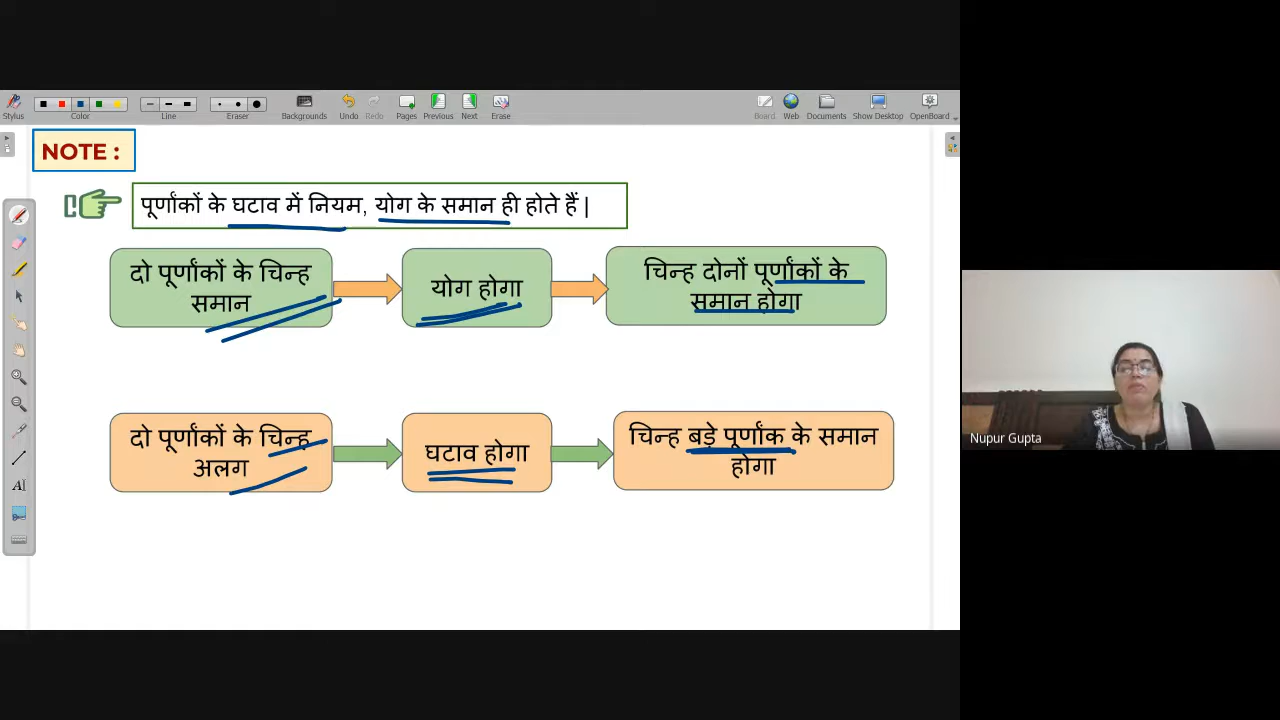 Stylus
Color
Line
Eraser
Backgrounds
Undo
Redo
Pages
Previous
Next
Erase
Board
Web
Documents
Show Desktop
OpenBoard
NOTE :
पूर्णांकों के घटाव में नियम, योग के समान ही होते हैं |
दो पूर्णांकों के चिन्ह
समान
योग होगा
चिन्ह दोनों पूर्णांकों के
समान होगा
दो पूर्णांकों के चिन्ह
अलग
घटाव होगा
चिन्ह बड़े पूर्णांक के समान
होगा
Nupur Gupta